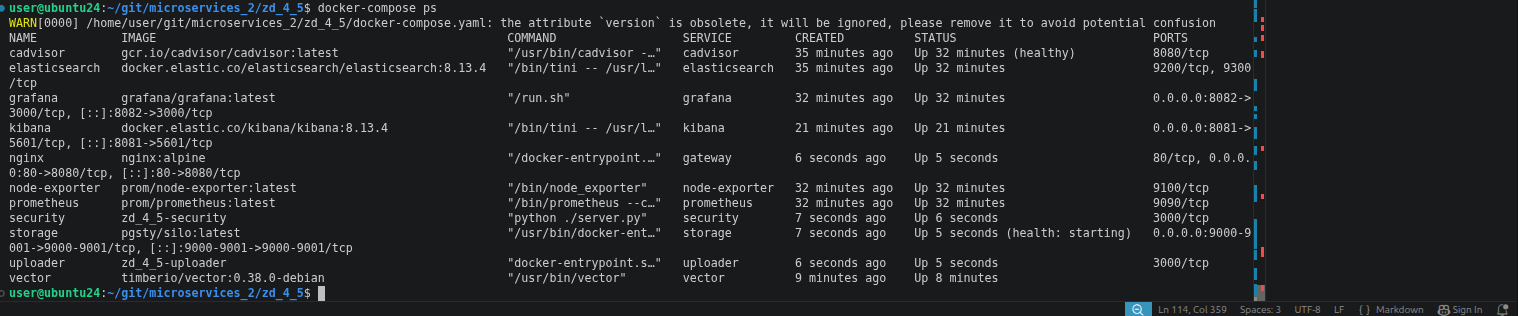 user@ubuntu24:~/git/microservices_2/zd_4_5$ docker-compose ps
WARN[0000] /home/user/git/microservices_2/zd_4_5/docker-compose.yaml: the attribute `version` is obsolete, it will be ignored, please remove it to avoid potential confusion
NAME IMAGE COMMAND SERVICE CREATED STATUS PORTS
cadvisor gcr.io/cadvisor/cadvisor:latest "/usr/bin/cadvisor -…" cadvisor 35 minutes ago Up 32 minutes (healthy) 8080/tcp
elasticsearch docker.elastic.co/elasticsearch/elasticsearch:8.13.4 "/bin/tini -- /usr/l…" elasticsearch 35 minutes ago Up 32 minutes 9200/tcp, 9300
/tcp
grafana grafana/grafana:latest "/run.sh" grafana 32 minutes ago Up 32 minutes 0.0.0.0:8082->
3000/tcp, [::]:8082->3000/tcp
kibana docker.elastic.co/kibana/kibana:8.13.4 "/bin/tini -- /usr/l…" kibana 21 minutes ago Up 21 minutes 0.0.0.0:8081->
5601/tcp, [::]:8081->5601/tcp
nginx nginx:alpine "/docker-entrypoint.…" gateway 6 seconds ago Up 5 seconds 80/tcp, 0.0.0.
0:80->8080/tcp, [::]:80->8080/tcp
node-exporter prom/node-exporter:latest "/bin/node_exporter" node-exporter 32 minutes ago Up 32 minutes 9100/tcp
prometheus prom/prometheus:latest "/bin/prometheus --c…" prometheus 32 minutes ago Up 32 minutes 9090/tcp
security zd_4_5-security "python ./server.py" security 7 seconds ago Up 6 seconds 3000/tcp
storage pgsty/silo:latest "/usr/bin/docker-ent…" storage 7 seconds ago Up 5 seconds (health: starting) 0.0.0.0:9000-9
001->9000-9001/tcp, [::]:9000-9001->9000-9001/tcp
uploader zd_4_5-uploader "docker-entrypoint.s…" uploader 6 seconds ago Up 5 seconds 3000/tcp
vector timberio/vector:0.38.0-debian "/usr/bin/vector" vector 9 minutes ago Up 8 minutes
user@ubuntu24:~/git/microservices_2/zd_4_5$
Ln 114, Col 359 Spaces: 3 UTF-8 LF { } Markdown Sign In